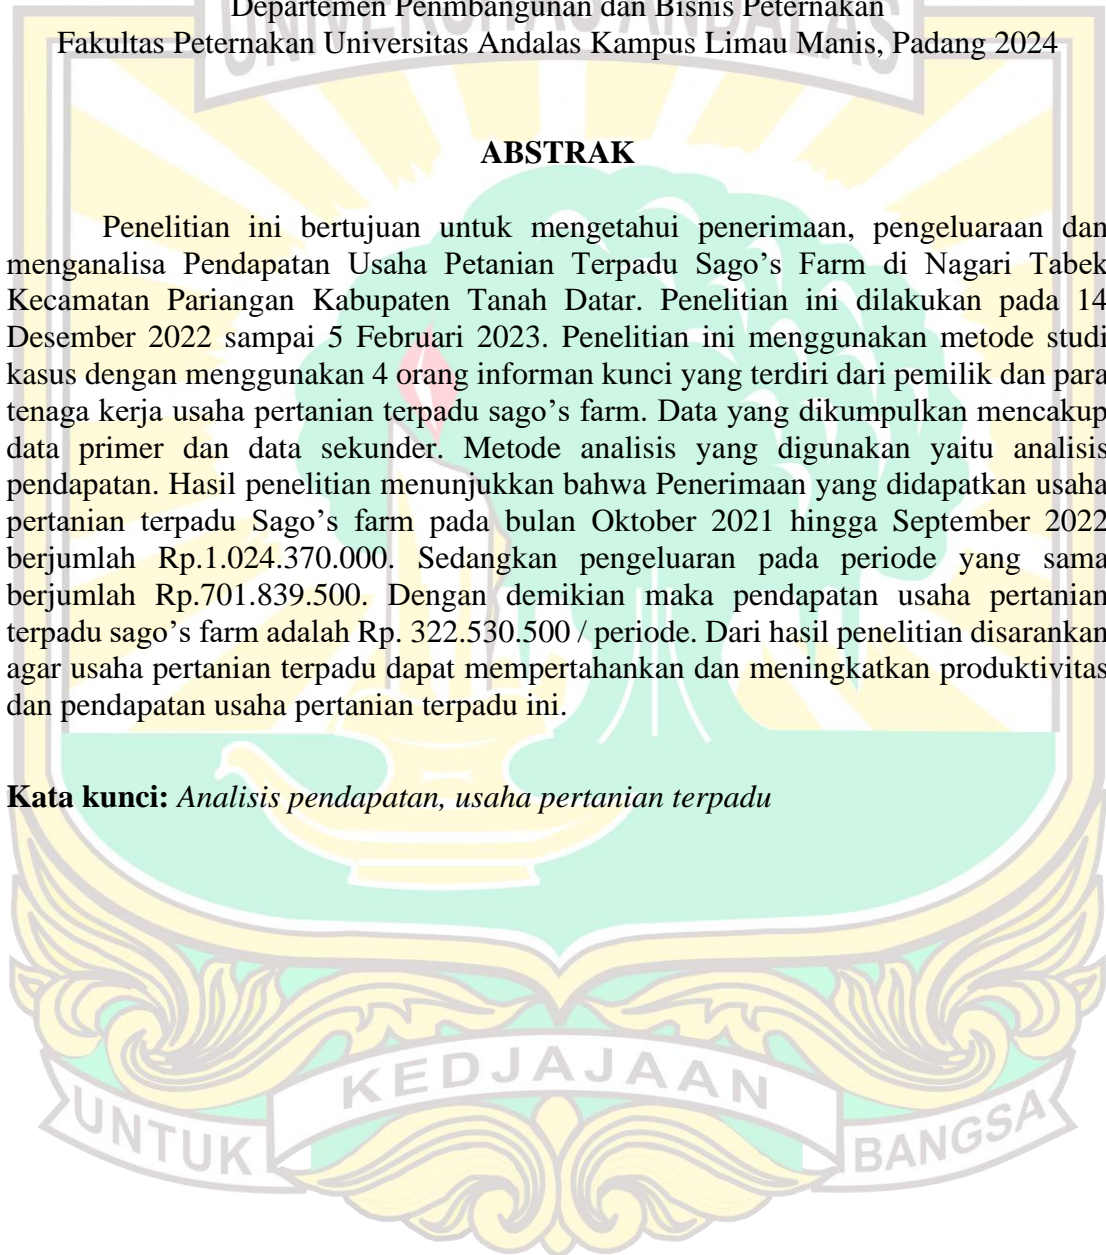 Departemen Penmbangunan dan Bisnis Peternakan
Fakultas Peternakan Universitas Andalas Kampus Limau Manis, Padang 2024
UNIVERSITAS ANDALAS
ABSTRAK
Penelitian ini bertujuan untuk mengetahui penerimaan, pengeluaraan dan
menganalisa Pendapatan Usaha Petanian Terpadu Sago’s Farm di Nagari Tabek
Kecamatan Pariangan Kabupaten Tanah Datar. Penelitian ini dilakukan pada 14
Desember 2022 sampai 5 Februari 2023. Penelitian ini menggunakan metode studi
kasus dengan menggunakan 4 orang informan kunci yang terdiri dari pemilik dan para
tenaga kerja usaha pertanian terpadu sago’s farm. Data yang dikumpulkan mencakup
data primer dan data sekunder. Metode analisis yang digunakan yaitu analisis
pendapatan. Hasil penelitian menunjukkan bahwa Penerimaan yang didapatkan usaha
pertanian terpadu Sago’s farm pada bulan Oktober 2021 hingga September 2022
berjumlah Rp.1.024.370.000. Sedangkan pengeluaran pada periode yang sama
berjumlah Rp.701.839.500. Dengan demikian maka pendapatan usaha pertanian
terpadu sago’s farm adalah Rp. 322.530.500 / periode. Dari hasil penelitian disarankan
agar usaha pertanian terpadu dapat mempertahankan dan meningkatkan produktivitas
dan pendapatan usaha pertanian terpadu ini.
Kata kunci: Analisis pendapatan, usaha pertanian terpadu
UNTUK KEDJAJAAN BANGSA